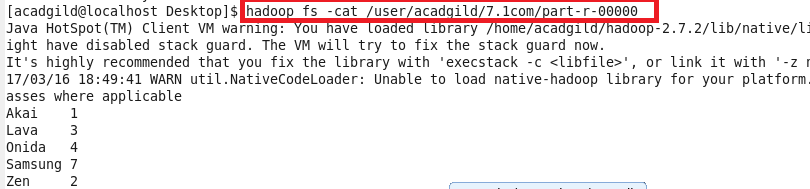 [acadgild@localhost Desktop]$ hadoop fs -cat /user/acadgild/7.1com/part-r-00000
Java HotSpot(TM) Client VM warning: You have loaded library /home/acadgild/hadoop-2.7.2/lib/native/li
ight have disabled stack guard. The VM will try to fix the stack guard now.
It's highly recommended that you fix the library with 'execstack -c <libfile>', or link it with '-z n
17/03/16 18:49:41 WARN util.NativeCodeLoader: Unable to load native-hadoop library for your platform.
asses where applicable
Akai 1
Lava 3
Onida 4
Samsung 7
Zen 2